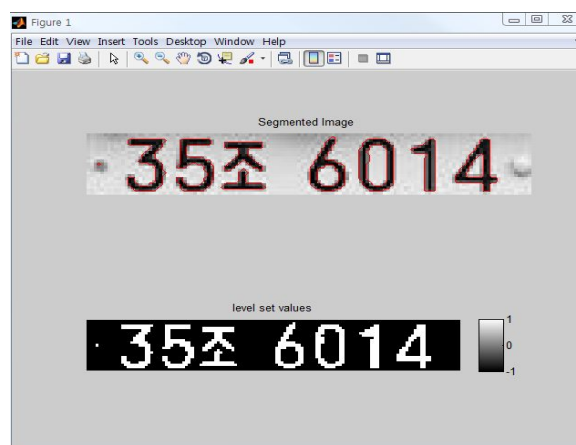 Figure 1
File Edit View Insert Tools Desktop Window Help
Segmented Image
35조 6014
level set values
35조 6014
1
0
-1